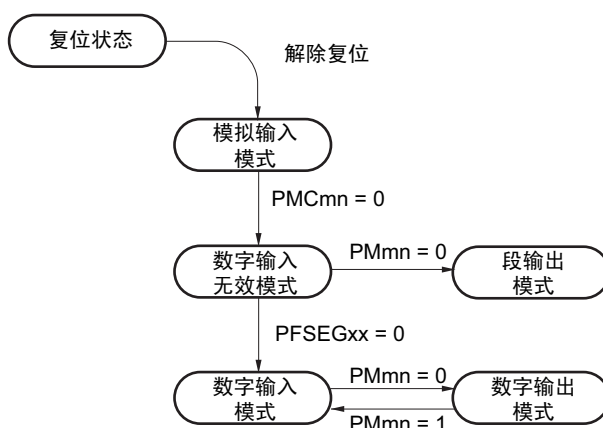 复位状态
解除复位
模拟输入
模式
PMCmn = 0
数字输入
无效模式
PMmn = 0
段输出
模式
PFSEGxx = 0
数字输入
模式
PMmn = 0
PMmn = 1
数字输出
模式